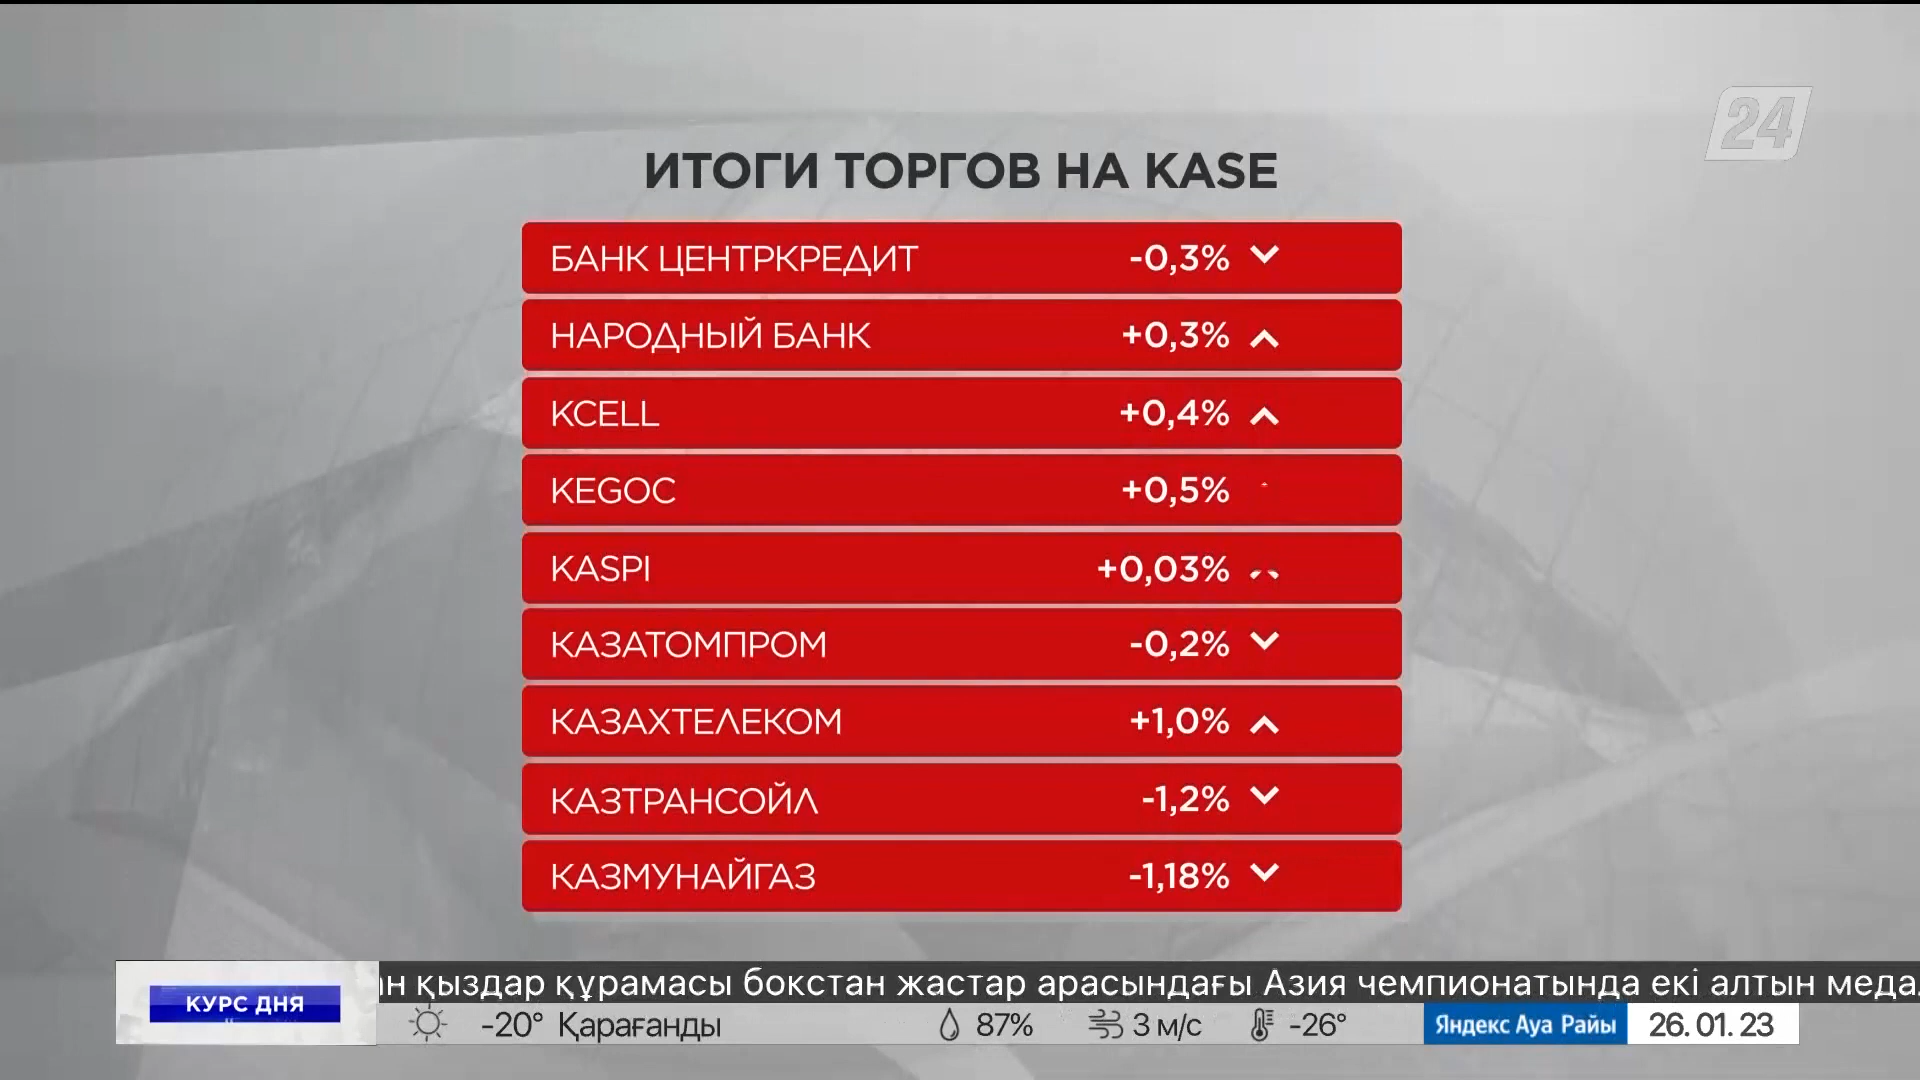 24
ИТОГИ ТОРГОВ НА KASE
БАНК ЦЕНТРКРЕДИТ -0,3%
НАРОДНЫЙ БАНК +0,3%
KCELL +0,4%
KEGOC +0,5%
KASPI +0,03%
КАЗАТОМПРОМ -0,2%
КАЗАХТЕЛЕКОМ +1,0%
КАЗТРАНСОЙЛ -1,2%
КАЗМУНАЙГАЗ -1,18%
қыздар құрамасы бокстан жастар арасындағы Азия чемпионатында екі алтын
КУРС ДНЯ
-20° Қарағанды 87% 3 м/с -26° Яндекс Ауа Райы 26.01.23